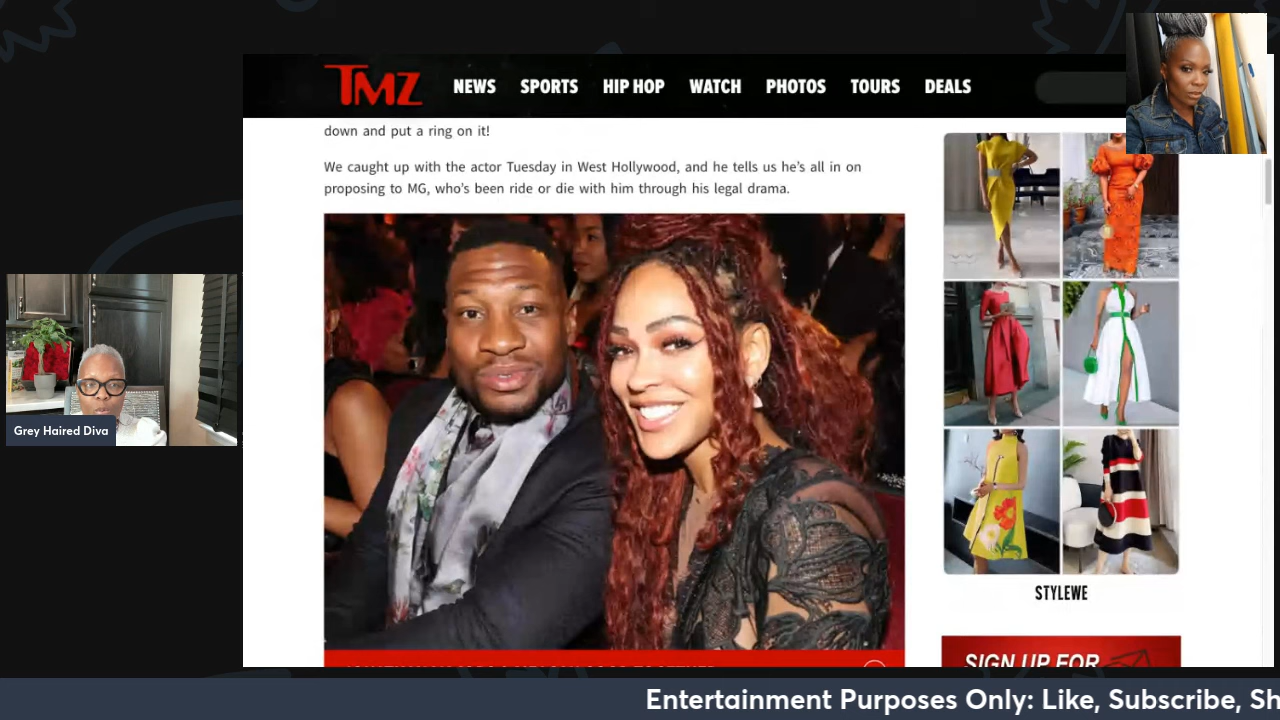 TMZ
NEWS SPORTS HIP HOP WATCH PHOTOS TOURS DEALS
down and put a ring on it!
We caught up with the actor Tuesday in West Hollywood, and he tells us he's all in on
proposing to MG, who's been ride or die with him through his legal drama.
Grey Haired Diva
STYLEWE
SIGN UP FOR
Entertainment Purposes Only: Like, Subscribe, Sh